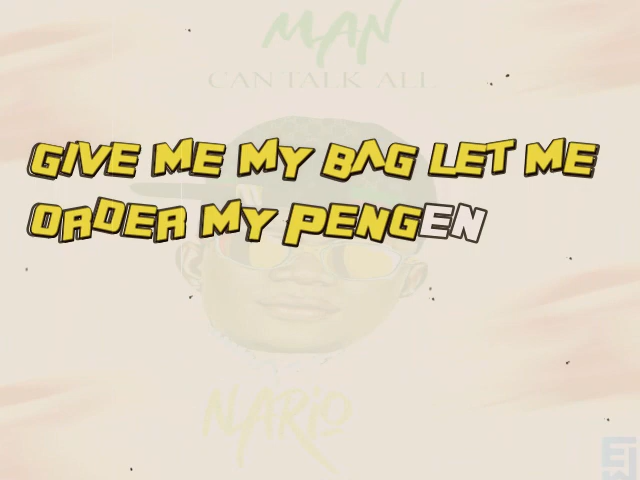 MAN
CAN TALK ALL
GIVE ME MY BAG LET ME
ORDER MY PENGEN
NARIO